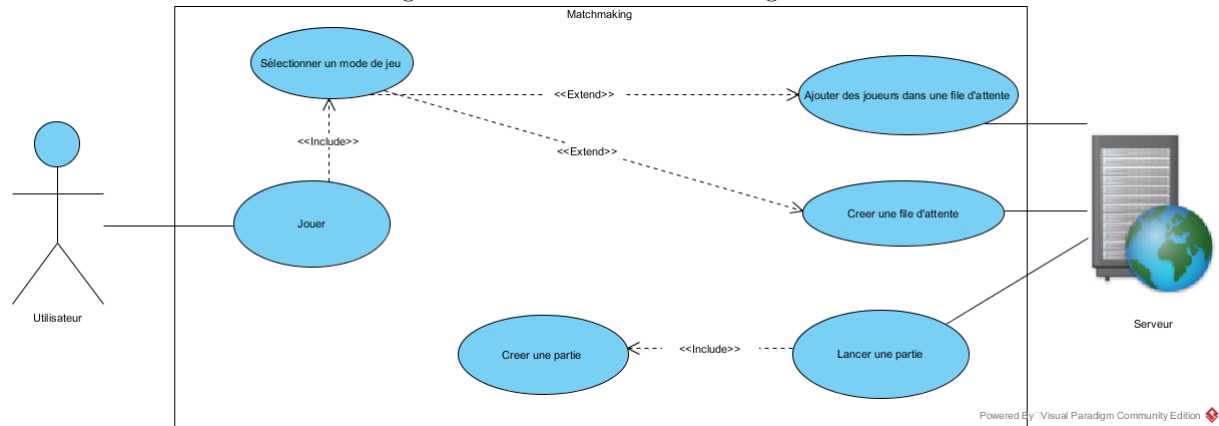 Matchmaking
Sélectionner un mode de jeu
<<Extend>>
Ajouter des joueurs dans une file d'attente
<<Include>>
<<Extend>>
Jouer
Creer une file d'attente
Utilisateur
Serveur
Creer une partie
<<Include>>
Lancer une partie
Powered By Visual Paradigm Community Edition